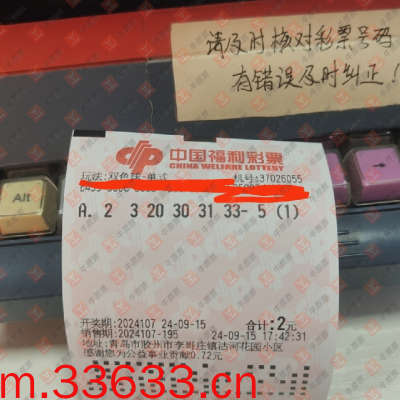 请及时核对彩票号码
有错误及时纠正！
中国福利彩票
CHINA WELFARE LOTTERY
玩法:双色球-单式 机号:37026055
A. 2 3 20 30 31 33- 5 (1)
开奖期:2024107 24-09-15 合计:2元
销售期:2024107-195 24-09-15 17:42:31
地址:青岛市胶州市李哥庄镇沽河花园小区
感谢您为公益事业贡献0.72元
Alt
m.33633.cn